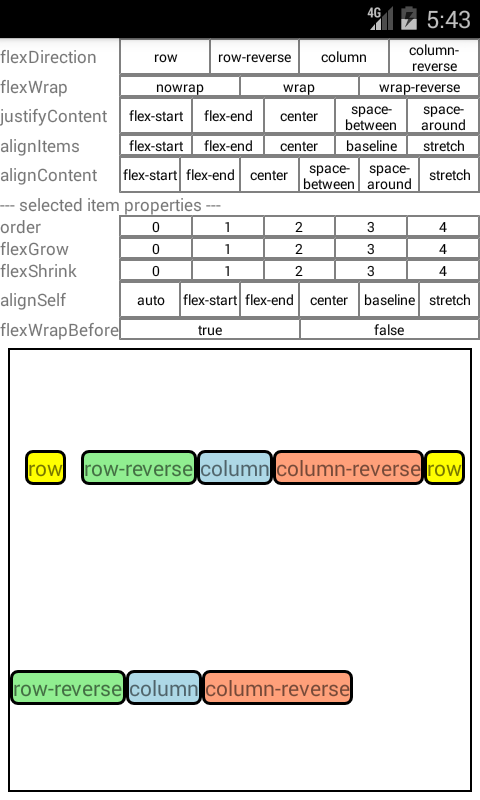 4G 5:43
flexDirection row row-reverse column column-reverse
flexWrap nowrap wrap wrap-reverse
justifyContent flex-start flex-end center space-between space-around
alignItems flex-start flex-end center baseline stretch
alignContent flex-start flex-end center space-between space-around stretch
--- selected item properties ---
order 0 1 2 3 4
flexGrow 0 1 2 3 4
flexShrink 0 1 2 3 4
alignSelf auto flex-start flex-end center baseline stretch
flexWrapBefore true false
row row-reverse column column-reverse row
row-reverse column column-reverse